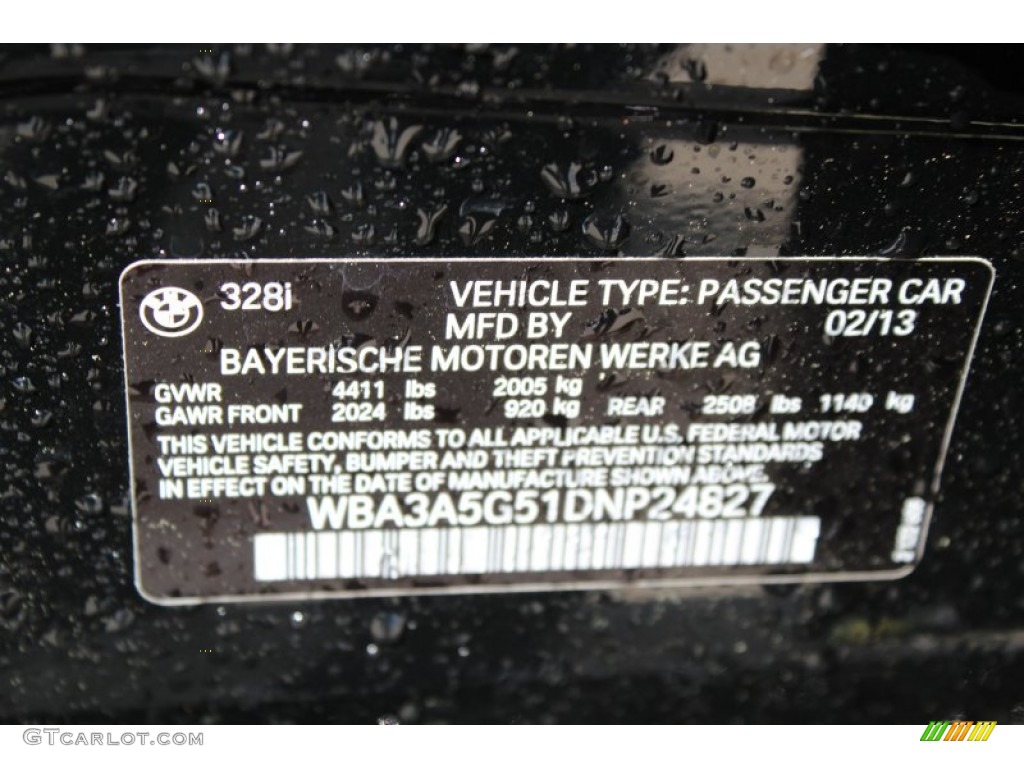 328i VEHICLE TYPE: PASSENGER CAR
MFD BY 02/13
BAYERISCHE MOTOREN WERKE AG
GVWR 4411 lbs 2005 kg
GAWR FRONT 2024 lbs 920 kg REAR 2508 lbs 1140 kg
THIS VEHICLE CONFORMS TO ALL APPLICABLE U.S. FEDERAL MOTOR
VEHICLE SAFETY, BUMPER AND THEFT PREVENTION STANDARDS
IN EFFECT ON THE DATE OF MANUFACTURE SHOWN ABOVE.
WBA3A5G51DNP24827
GTcarlot.com